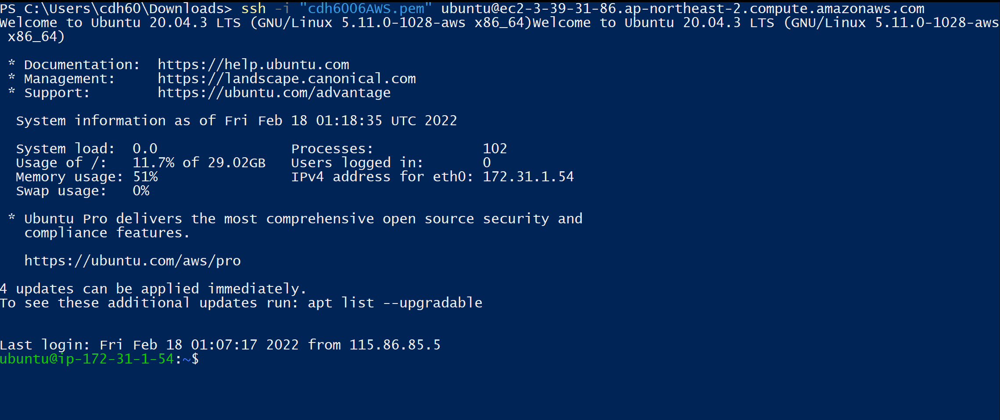 PS C:\Users\cdh60\Downloads> ssh -i "cdh6006AWS.pem" ubuntu@ec2-3-39-31-86.ap-northeast-2.compute.amazonaws.com
Welcome to Ubuntu 20.04.3 LTS (GNU/Linux 5.11.0-1028-aws x86_64)Welcome to Ubuntu 20.04.3 LTS (GNU/Linux 5.11.0-1028-aws
 x86_64)

 * Documentation:  https://help.ubuntu.com
 * Management:     https://landscape.canonical.com
 * Support:        https://ubuntu.com/advantage

  System information as of Fri Feb 18 01:18:35 UTC 2022

  System load:  0.0                Processes:             102
  Usage of /:   11.7% of 29.02GB   Users logged in:       0
  Memory usage: 51%                IPv4 address for eth0: 172.31.1.54
  Swap usage:   0%

 * Ubuntu Pro delivers the most comprehensive open source security and
   compliance features.

   https://ubuntu.com/aws/pro

4 updates can be applied immediately.
To see these additional updates run: apt list --upgradable


Last login: Fri Feb 18 01:07:17 2022 from 115.86.85.5
ubuntu@ip-172-31-1-54:~$